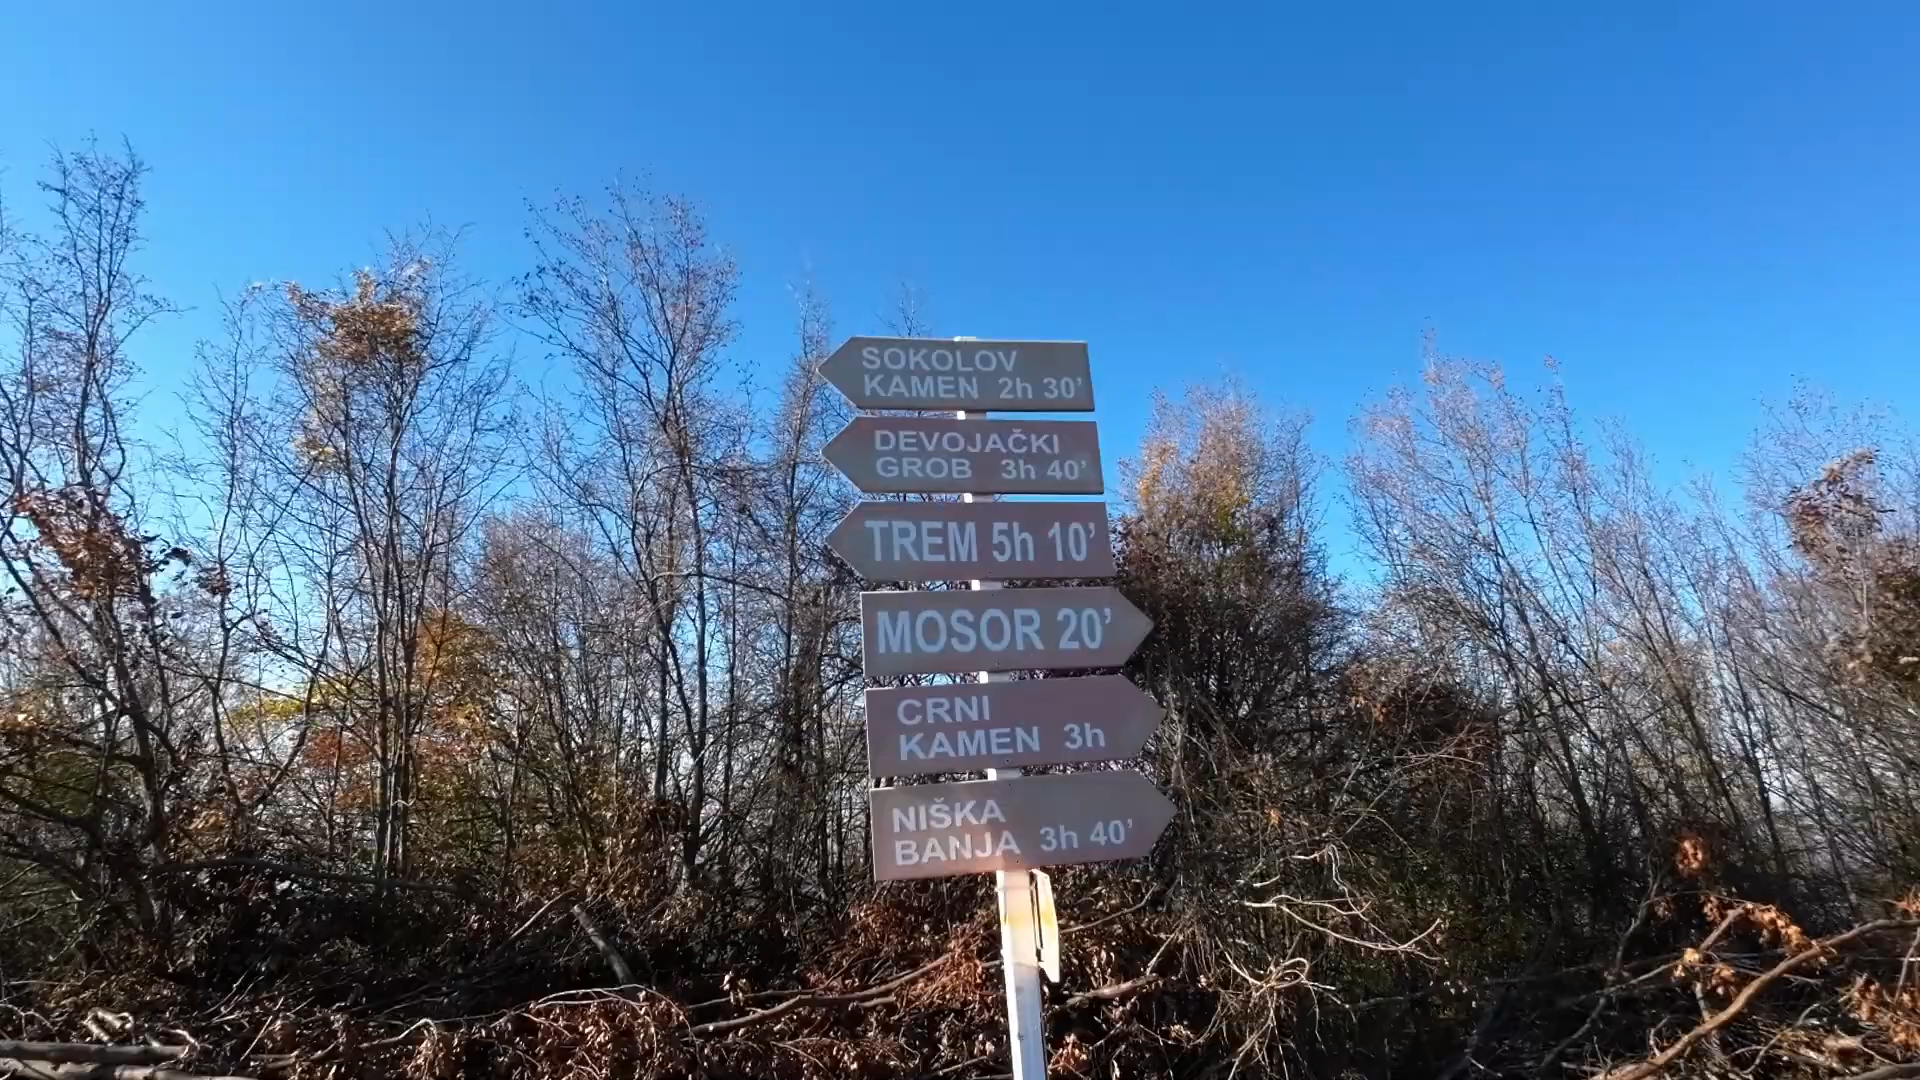 SOKOLOV
KAMEN 2h 30'
DEVOJAČKI
GROB 3h 40'
TREM 5h 10'
MOSOR 20'
CRNI
KAMEN 3h
NIŠKA
BANJA 3h 40'